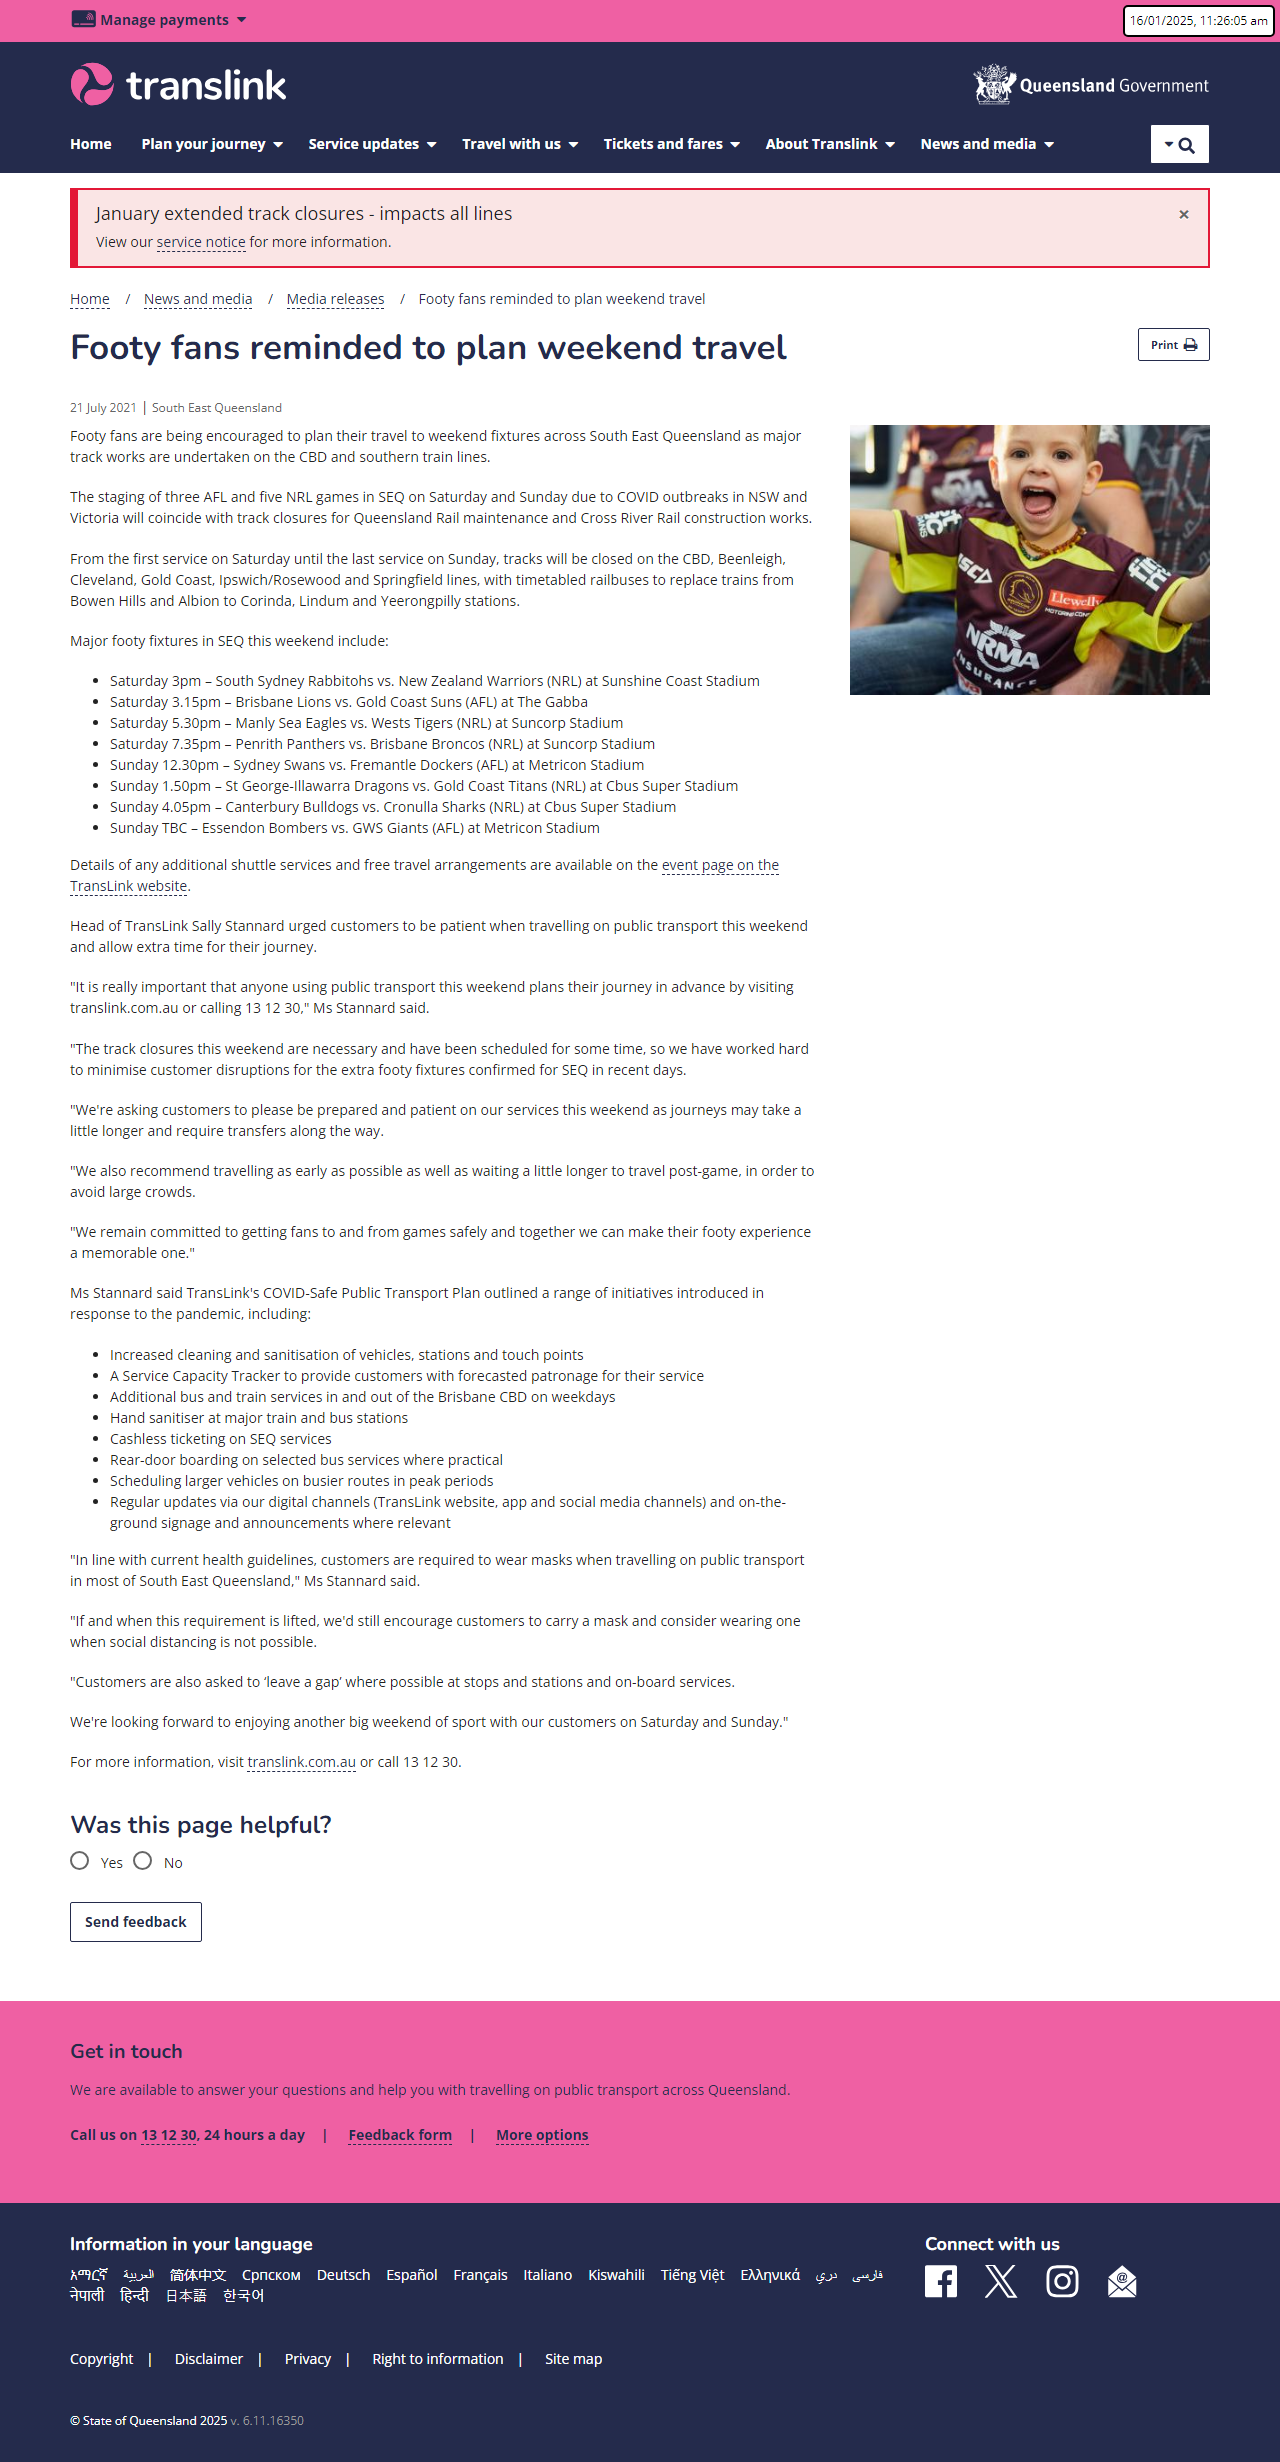 Manage payments
16/01/2025, 11:26:05 am
translink
Queensland Government
Home Plan your journey Service updates Travel with us Tickets and fares About Translink News and media
January extended track closures - impacts all lines
×
View our service notice for more information.
Home / News and media / Media releases / Footy fans reminded to plan weekend travel
Footy fans reminded to plan weekend travel
Print
21 July 2021 | South East Queensland
Footy fans are being encouraged to plan their travel to weekend fixtures across South East Queensland as major
track works are undertaken on the CBD and southern train lines.
The staging of three AFL and five NRL games in SEQ on Saturday and Sunday due to COVID outbreaks in NSW and
Victoria will coincide with track closures for Queensland Rail maintenance and Cross River Rail construction works.
From the first service on Saturday until the last service on Sunday, tracks will be closed on the CBD, Beenleigh,
Cleveland, Gold Coast, Ipswich/Rosewood and Springfield lines, with timetabled railbuses to replace trains from
Bowen Hills and Albion to Corinda, Lindum and Yeerongpilly stations.
Major footy fixtures in SEQ this weekend include:
• Saturday 3pm – South Sydney Rabbitohs vs. New Zealand Warriors (NRL) at Sunshine Coast Stadium
• Saturday 3.15pm – Brisbane Lions vs. Gold Coast Suns (AFL) at The Gabba
• Saturday 5.30pm – Manly Sea Eagles vs. Wests Tigers (NRL) at Suncorp Stadium
• Saturday 7.35pm – Penrith Panthers vs. Brisbane Broncos (NRL) at Suncorp Stadium
• Sunday 12.30pm – Sydney Swans vs. Fremantle Dockers (AFL) at Metricon Stadium
• Sunday 1.50pm – St George-Illawarra Dragons vs. Gold Coast Titans (NRL) at Cbus Super Stadium
• Sunday 4.05pm – Canterbury Bulldogs vs. Cronulla Sharks (NRL) at Cbus Super Stadium
• Sunday TBC – Essendon Bombers vs. GWS Giants (AFL) at Metricon Stadium
Details of any additional shuttle services and free travel arrangements are available on the event page on the
TransLink website.
Head of TransLink Sally Stannard urged customers to be patient when travelling on public transport this weekend
and allow extra time for their journey.
"It is really important that anyone using public transport this weekend plans their journey in advance by visiting
translink.com.au or calling 13 12 30," Ms Stannard said.
"The track closures this weekend are necessary and have been scheduled for some time, so we have worked hard
to minimise customer disruptions for the extra footy fixtures confirmed for SEQ in recent days.
"We're asking customers to please be prepared and patient on our services this weekend as journeys may take a
little longer and require transfers along the way.
"We also recommend travelling as early as possible as well as waiting a little longer to travel post-game, in order to
avoid large crowds.
"We remain committed to getting fans to and from games safely and together we can make their footy experience
a memorable one."
Ms Stannard said TransLink's COVID-Safe Public Transport Plan outlined a range of initiatives introduced in
response to the pandemic, including:
• Increased cleaning and sanitisation of vehicles, stations and touch points
• A Service Capacity Tracker to provide customers with forecasted patronage for their service
• Additional bus and train services in and out of the Brisbane CBD on weekdays
• Hand sanitiser at major train and bus stations
• Cashless ticketing on SEQ services
• Rear-door boarding on selected bus services where practical
• Scheduling larger vehicles on busier routes in peak periods
• Regular updates via our digital channels (TransLink website, app and social media channels) and on-the-
ground signage and announcements where relevant
"In line with current health guidelines, customers are required to wear masks when travelling on public transport
in most of South East Queensland," Ms Stannard said.
"If and when this requirement is lifted, we'd still encourage customers to carry a mask and consider wearing one
when social distancing is not possible.
"Customers are also asked to ‘leave a gap’ where possible at stops and stations and on-board services.
We're looking forward to enjoying another big weekend of sport with our customers on Saturday and Sunday."
For more information, visit translink.com.au or call 13 12 30.
ISC
Llewelly
MOTORINE
NRMA
INSURANCE
Was this page helpful?
Yes No
Send feedback
Get in touch
We are available to answer your questions and help you with travelling on public transport across Queensland.
Call us on 13 12 30, 24 hours a day | Feedback form | More options
Information in your language
አማርኛ العربية 简体中文 Српском Deutsch Español Français Italiano Kiswahili Tiếng Việt Ελληνικά دري فارسی
नेपाली हिन्दी 日本語 한국어
Connect with us
Copyright | Disclaimer | Privacy | Right to information | Site map
© State of Queensland 2025 v. 6.11.16350